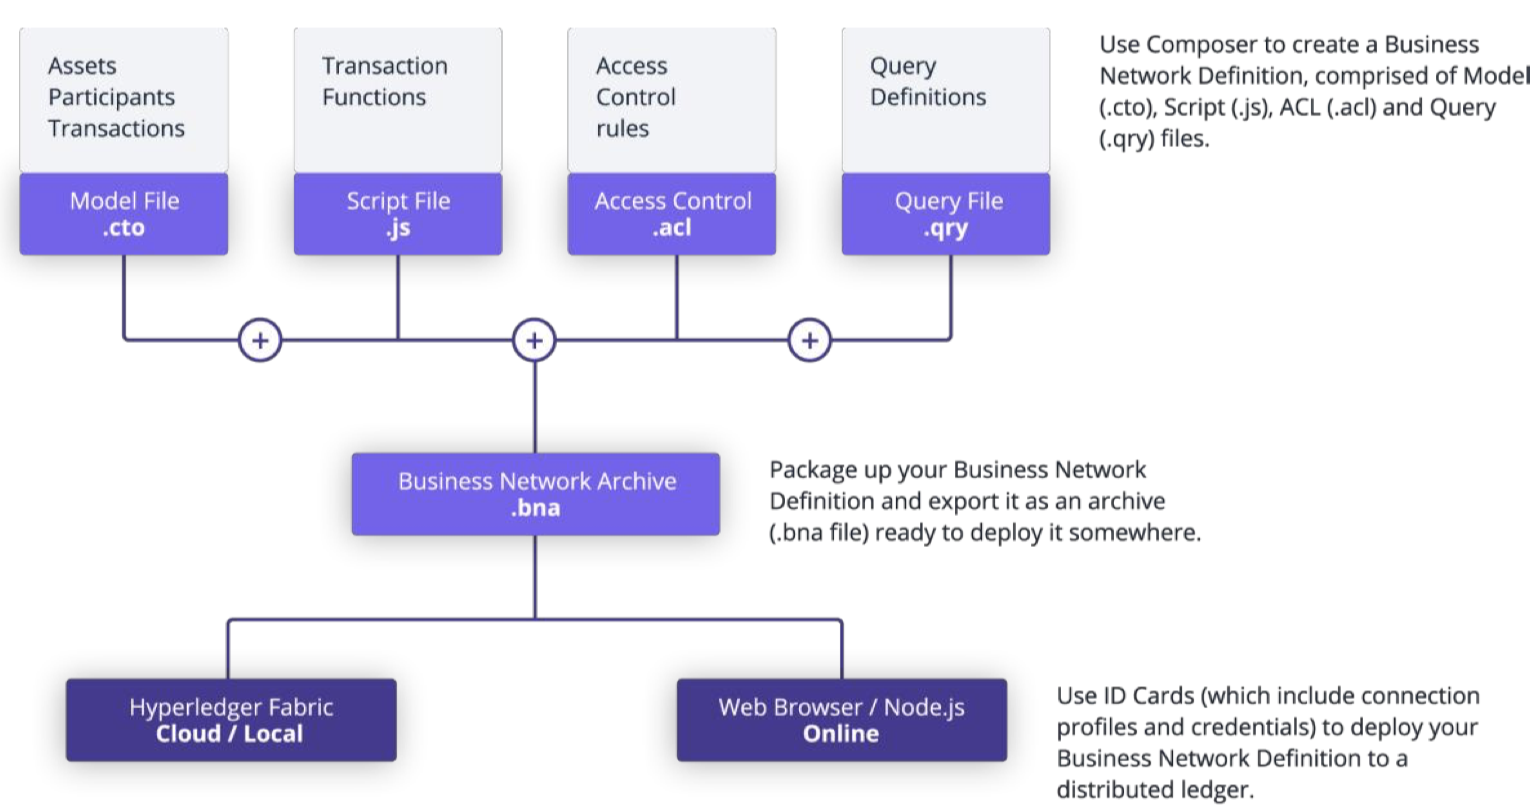 Assets
Participants
Transactions
Model File
.cto
Transaction
Functions
Script File
.js
Access
Control
rules
Access Control
.acl
Query
Definitions
Query File
.qry
Use Composer to create a Business
Network Definition, comprised of Model
(.cto), Script (.js), ACL (.acl) and Query
(.qry) files.
+
+
+
Business Network Archive
.bna
Package up your Business Network
Definition and export it as an archive
(.bna file) ready to deploy it somewhere.
Hyperledger Fabric
Cloud / Local
Web Browser / Node.js
Online
Use ID Cards (which include connection
profiles and credentials) to deploy your
Business Network Definition to a
distributed ledger.